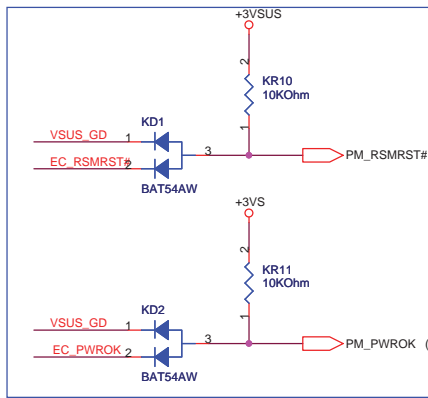 +3VSUS
2
KR10
10KOhm
1
KD1
VSUS_GD 1
3
PM_RSMRST#
EC_RSMRST# 2
BAT54AW
+3VS
2
KR11
10KOhm
1
KD2
VSUS_GD 1
3
PM_PWROK (
EC_PWROK 2
BAT54AW